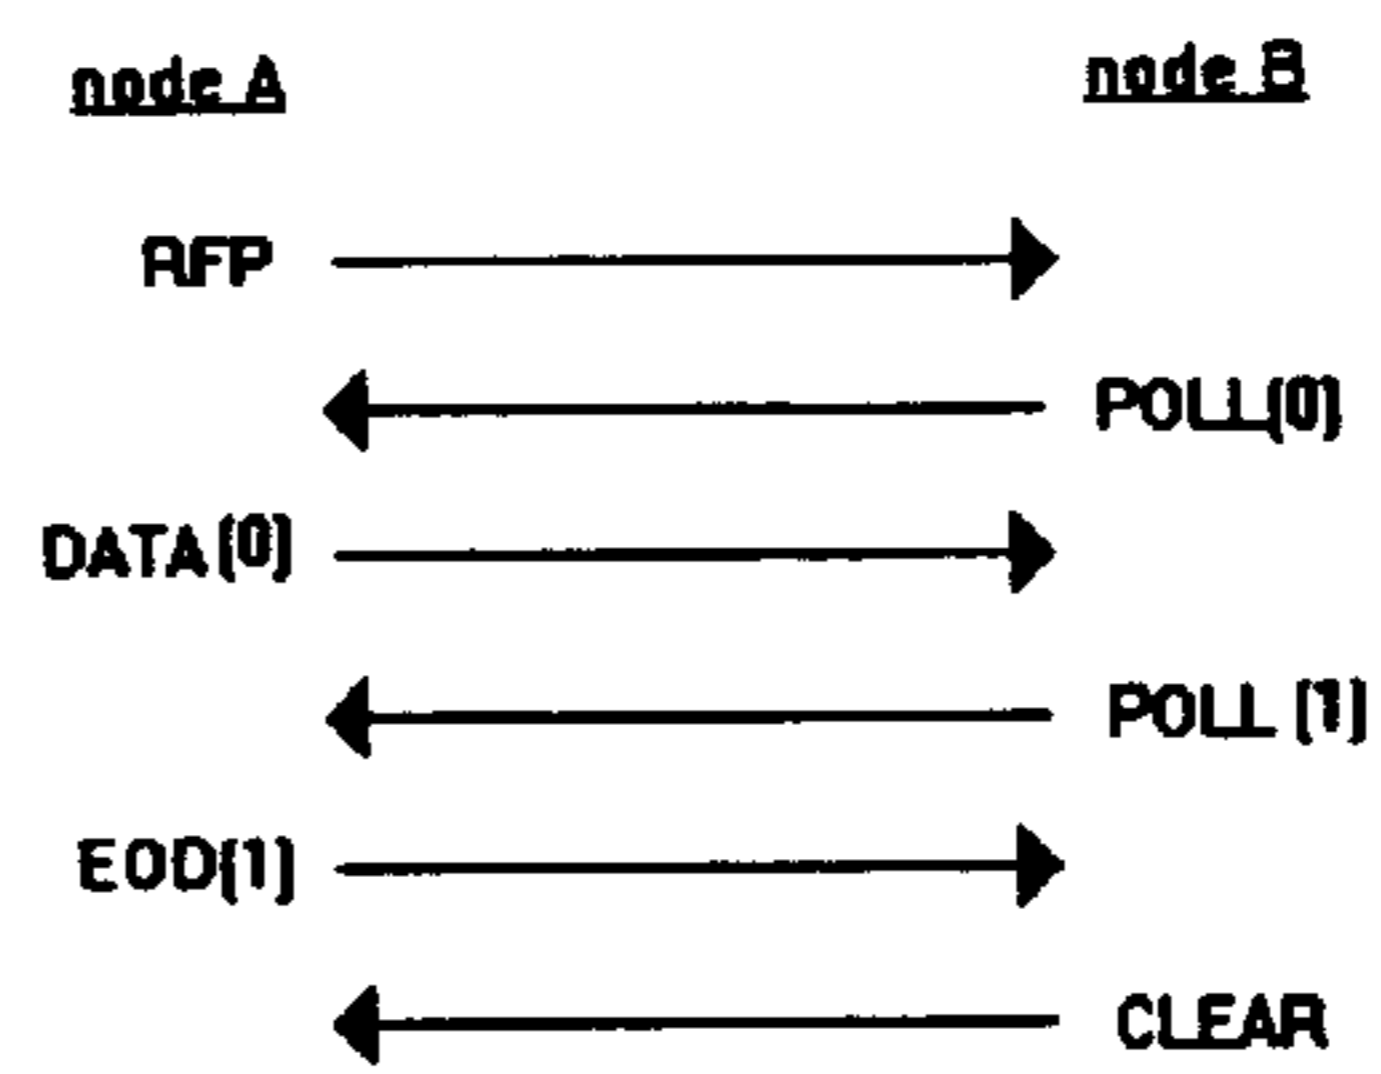 node A node B
RFP
POLL(0)
DATA(0)
POLL (1)
EOD(1)
CLEAR